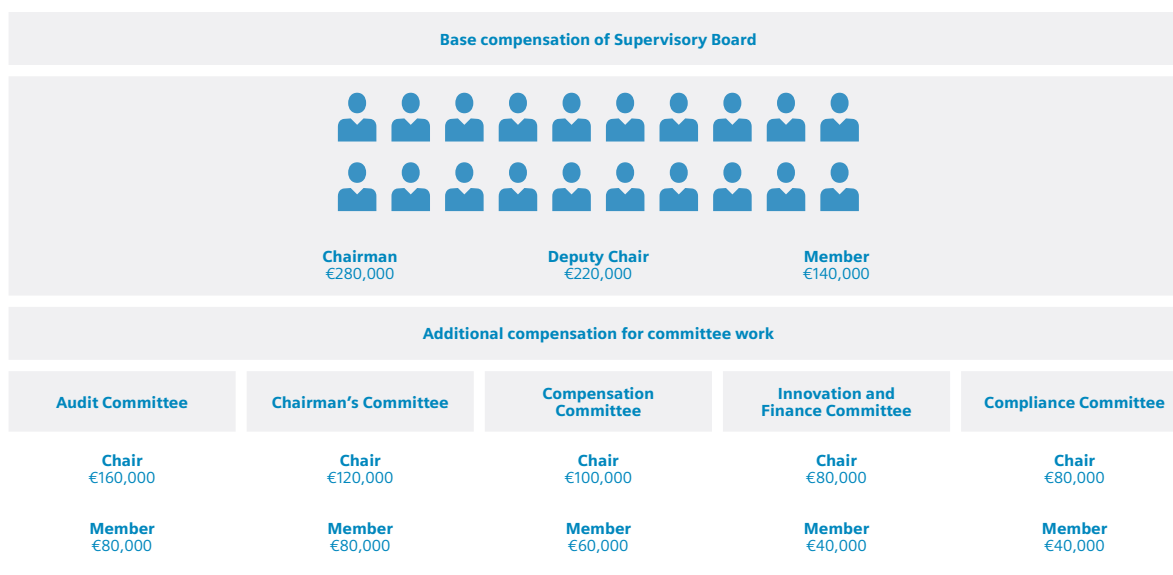 Base compensation of Supervisory Board
Chairman
€280,000
Deputy Chair
€220,000
Member
€140,000
Additional compensation for committee work
Audit Committee
Chair
€160,000
Member
€80,000
Chairman’s Committee
Chair
€120,000
Member
€80,000
Compensation
Committee
Chair
€100,000
Member
€60,000
Innovation and
Finance Committee
Chair
€80,000
Member
€40,000
Compliance Committee
Chair
€80,000
Member
€40,000